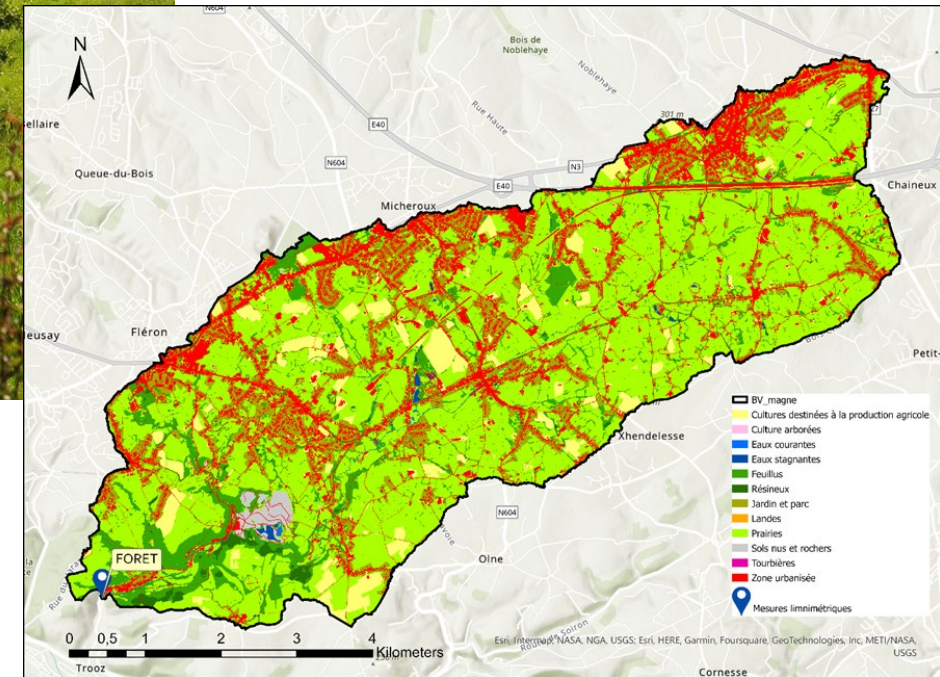 N604
N
Bois de
Noblehaye
Noblehaye
Rue Haute
301 m
E40
N604
N3
E40
Queue-du-Bois
Chaineux
Micheroux
Fléron
Xhendelesse
N604
Olne
FORET
BV_magne
Cultures destinées à la production agricole
Culture arborées
Eaux courantes
Eaux stagnantes
Feuillus
Résineux
Jardin et parc
Landes
Prairies
Sols nus et rochers
Tourbières
Zone urbanisée
Mesures limnimétriques
0 0,5 1 2 3 4
Kilometers
Trooz
Route de Soiron
Esri, Intermap, NASA, NGA, USGS; Esri, HERE, Garmin, Foursquare, GeoTechnologies, Inc, METI/NASA,
USGS
Cornesse